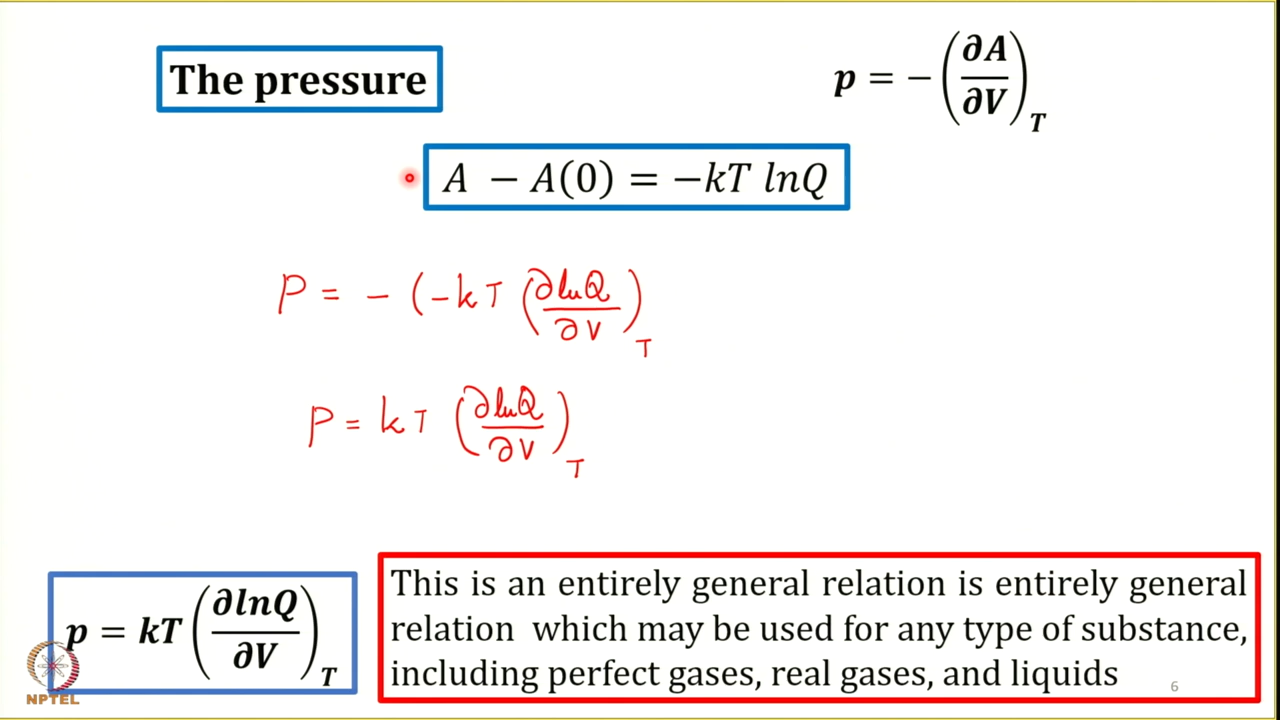 The pressure
p = −(∂A/∂V)_T
A − A(0) = −kT lnQ
P = − (−kT (∂lnQ/∂V)_T
P = kT (∂lnQ/∂V)_T
p = kT (∂lnQ/∂V)_T
This is an entirely general relation is entirely general
relation which may be used for any type of substance,
including perfect gases, real gases, and liquids
6
NPTEL